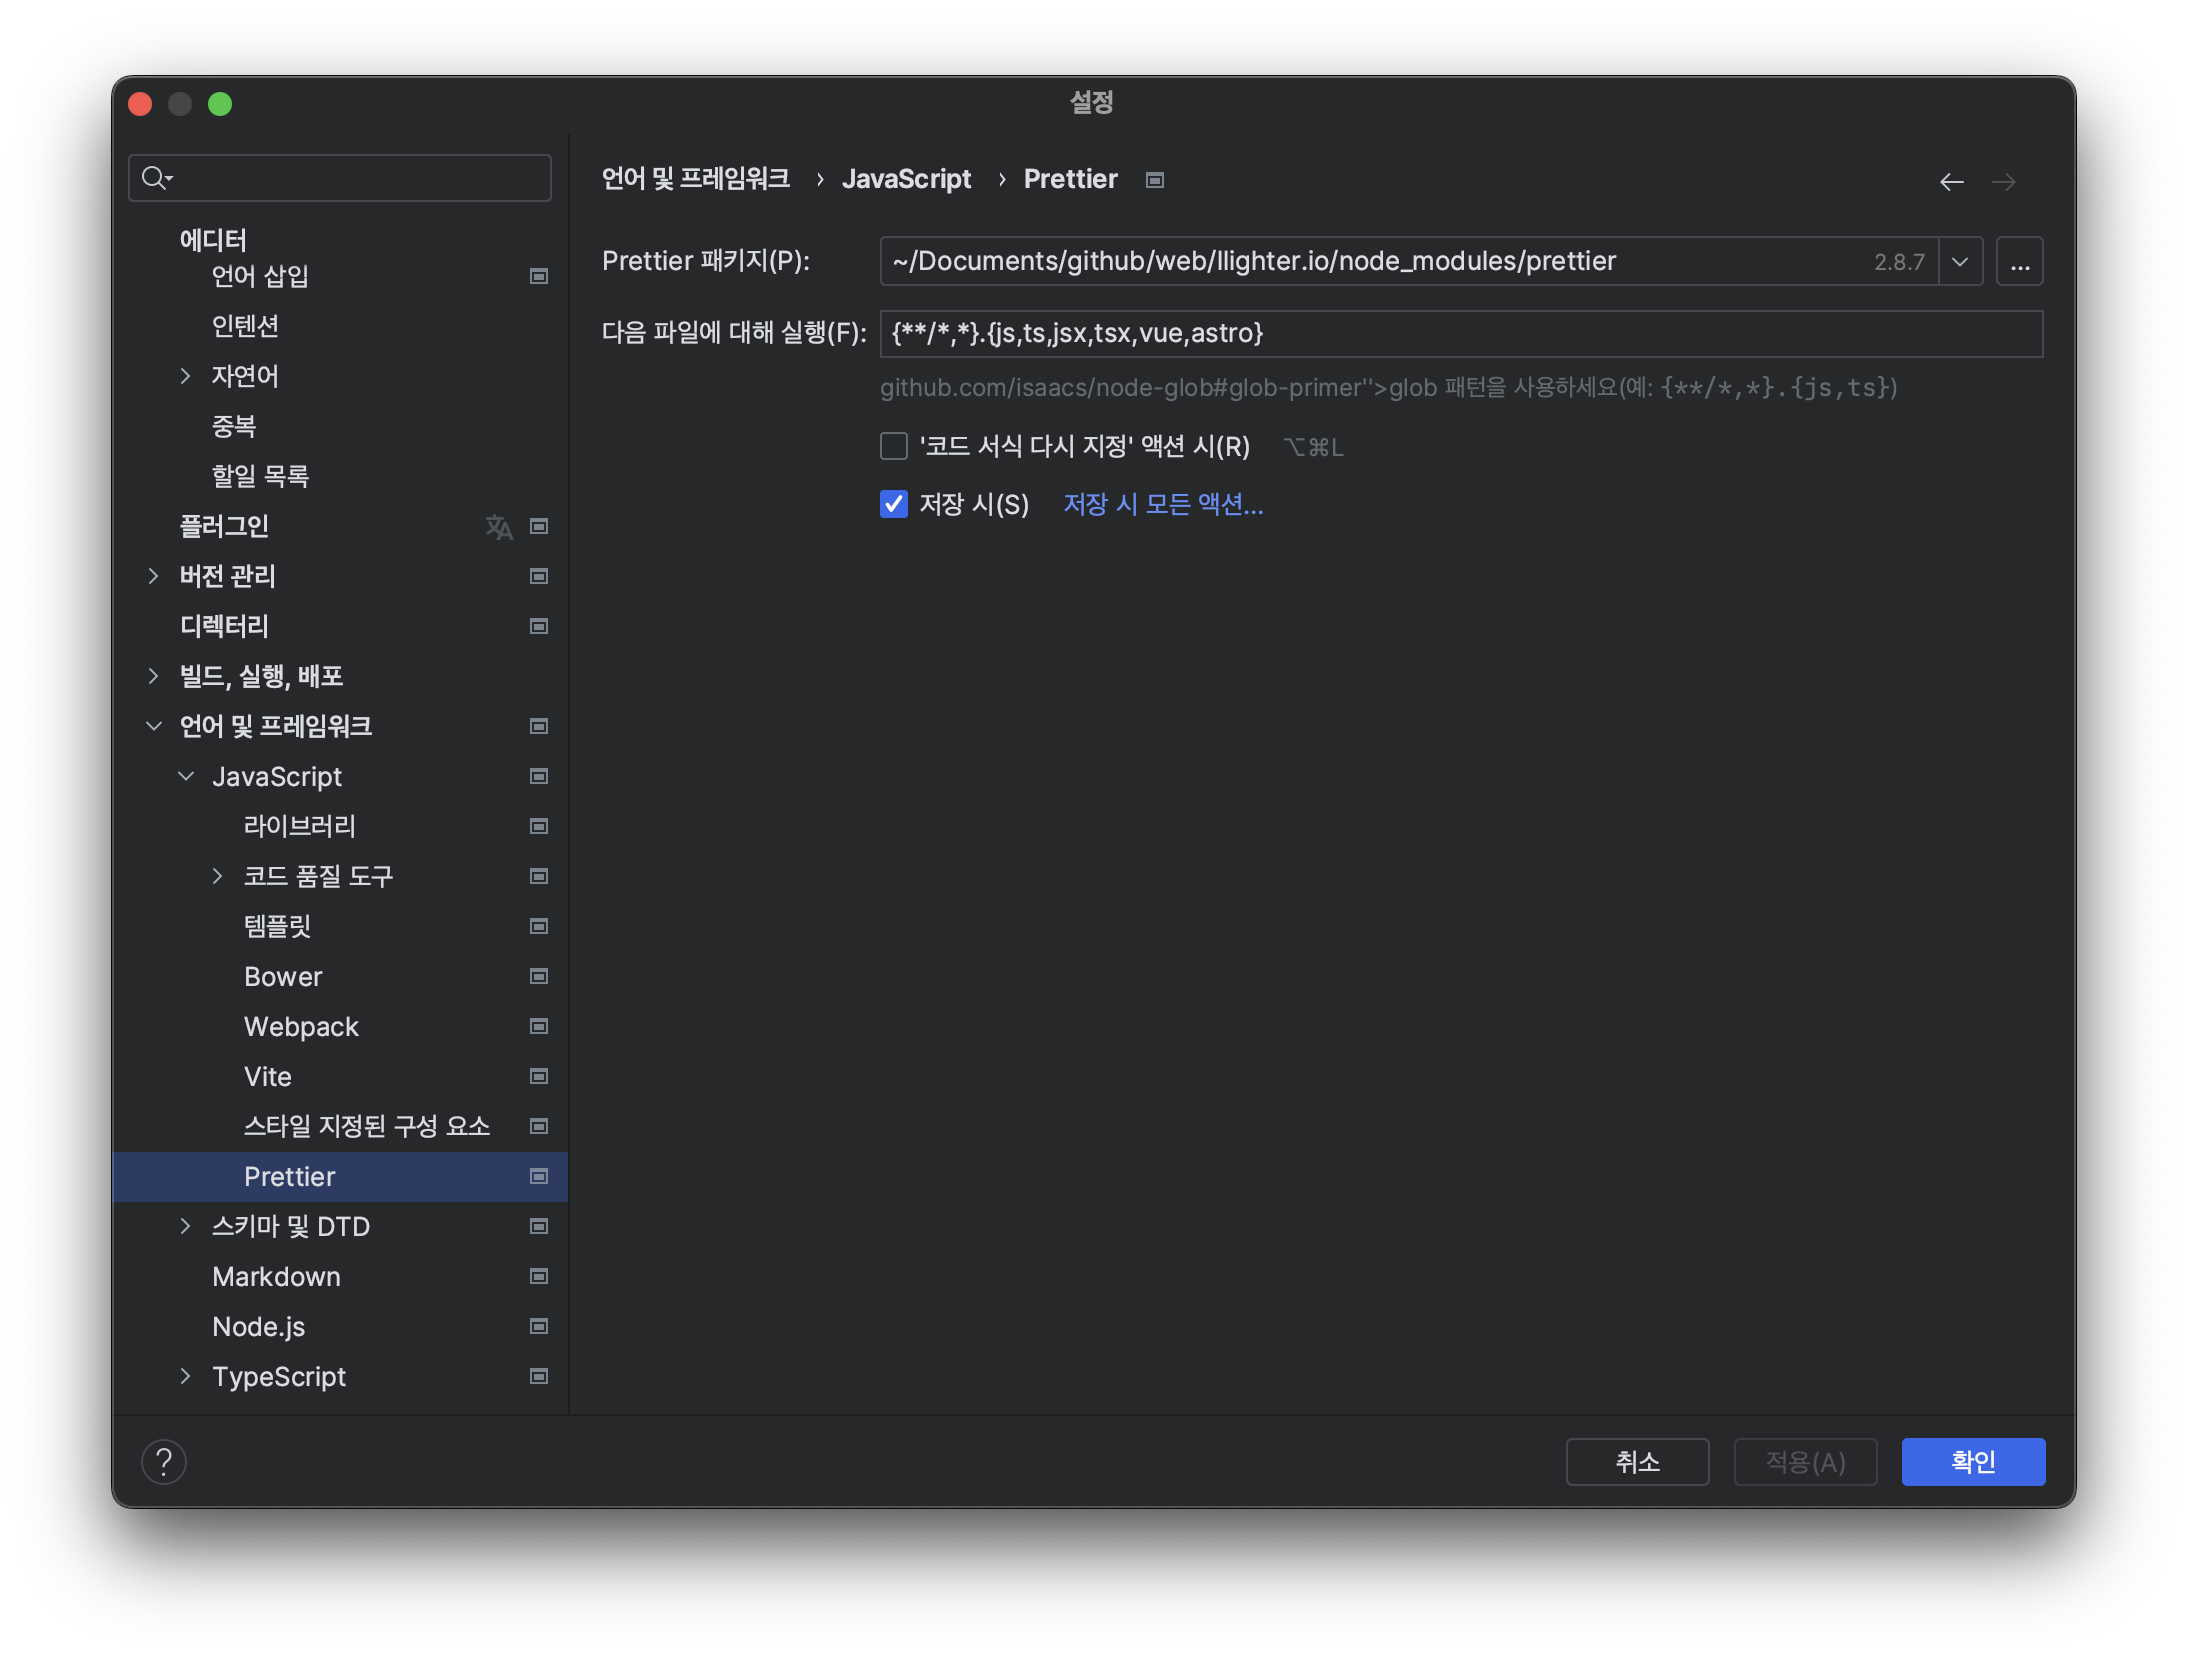 설정
에디터
언어 삽입
인텐션
자연어
중복
할일 목록
플러그인
버전 관리
디렉터리
빌드, 실행, 배포
언어 및 프레임워크
JavaScript
라이브러리
코드 품질 도구
템플릿
Bower
Webpack
Vite
스타일 지정된 구성 요소
Prettier
스키마 및 DTD
Markdown
Node.js
TypeScript
언어 및 프레임워크 › JavaScript › Prettier
Prettier 패키지(P): ~/Documents/github/web/llighter.io/node_modules/prettier 2.8.7 ...
다음 파일에 대해 실행(F): {**/*,*}.{js,ts,jsx,tsx,vue,astro}
github.com/isaacs/node-glob#glob-primer''>glob 패턴을 사용하세요(예: {**/*,*}.{js,ts})
'코드 서식 다시 지정' 액션 시(R) ⌥⌘L
저장 시(S) 저장 시 모든 액션...
? 취소 적용(A) 확인